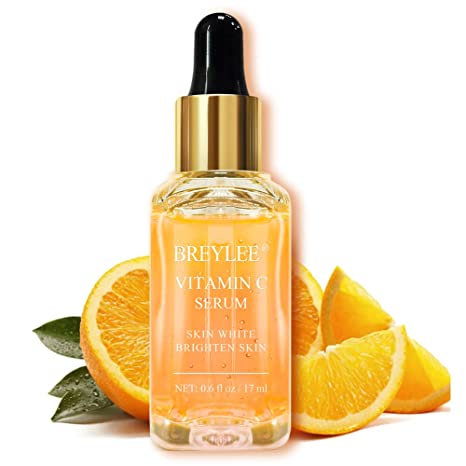 BREYLEE®
VITAMIN C
SERUM
SKIN WHITE
BRIGHTEN SKIN
NET: 0.6 fl oz / 17 ml